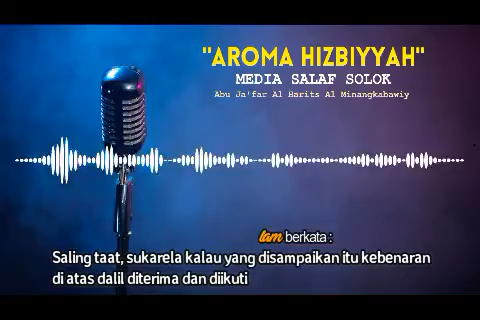 "AROMA HIZBIYYAH"
MEDIA SALAF SOLOK
Abu Ja'far Al Harits Al Minangkabawiy
Iam berkata :
Saling taat, sukarela kalau yang disampaikan itu kebenaran
di atas dalil diterima dan diikuti